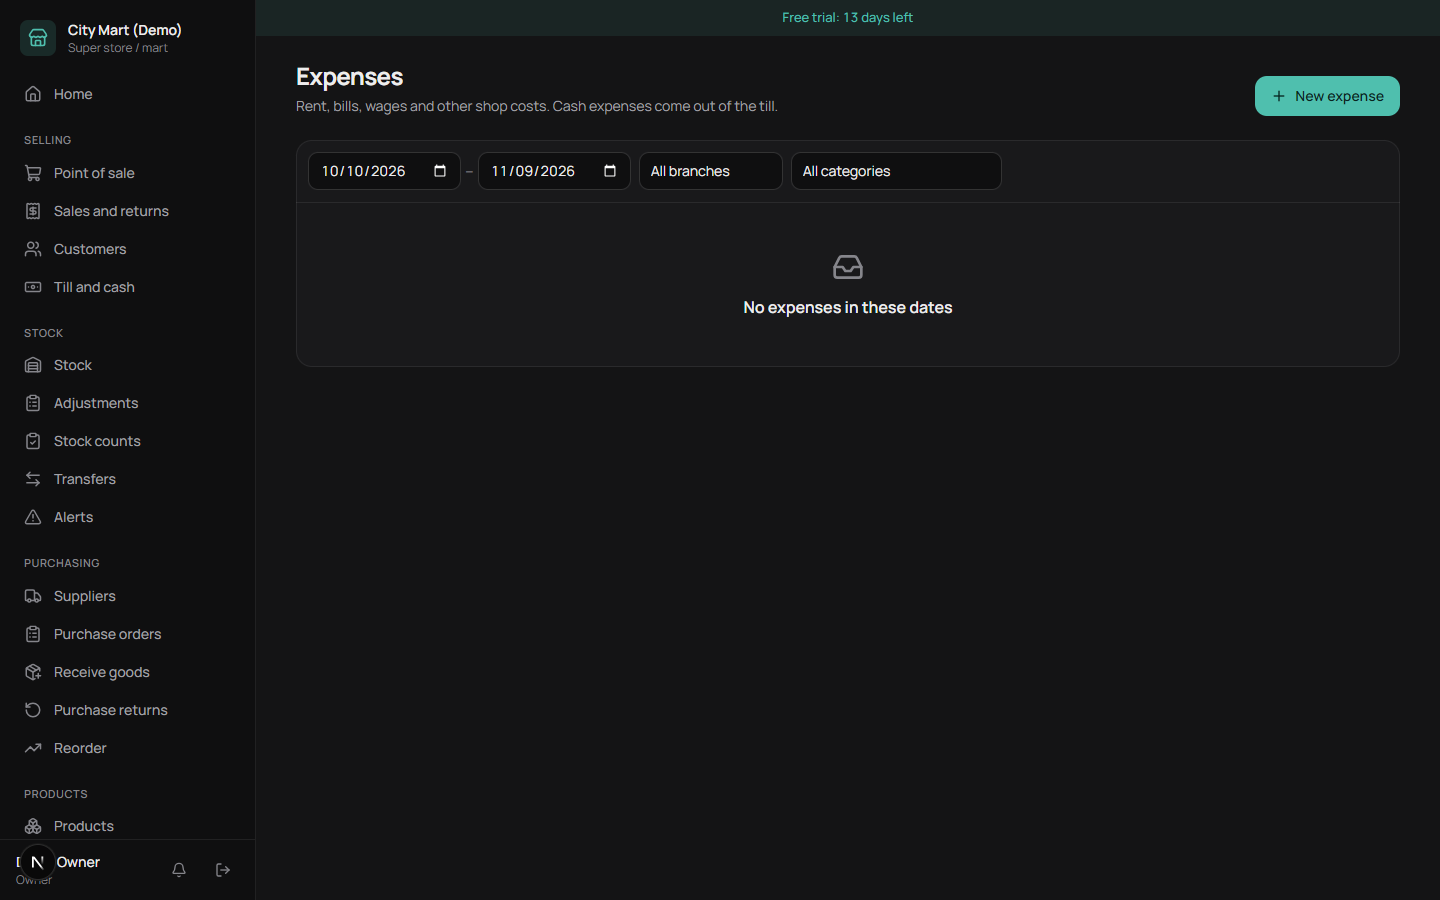 City Mart (Demo)
Super store / mart
Home
SELLING
Point of sale
Sales and returns
Customers
Till and cash
STOCK
Stock
Adjustments
Stock counts
Transfers
Alerts
PURCHASING
Suppliers
Purchase orders
Receive goods
Purchase returns
Reorder
PRODUCTS
Products
N
Owner
Owner
Free trial: 13 days left
Expenses
Rent, bills, wages and other shop costs. Cash expenses come out of the till.
+ New expense
10/10/2026 – 11/09/2026 All branches All categories
No expenses in these dates